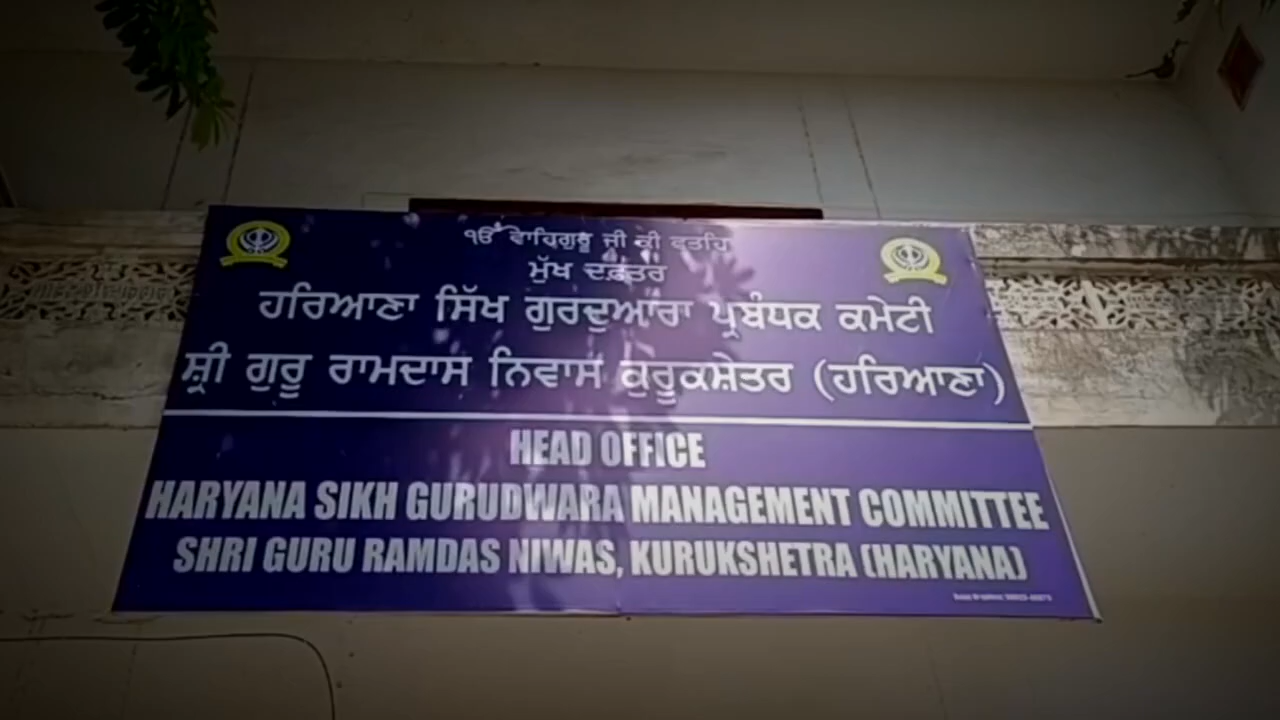 ੴ ਵਾਹਿਗੁਰੂ ਜੀ ਕੀ ਫਤਹਿ
ਮੁੱਖ ਦਫ਼ਤਰ
ਹਰਿਆਣਾ ਸਿੱਖ ਗੁਰਦੁਆਰਾ ਪ੍ਰਬੰਧਕ ਕਮੇਟੀ
ਸ਼੍ਰੀ ਗੁਰੂ ਰਾਮਦਾਸ ਨਿਵਾਸ ਕੁਰੂਕਸ਼ੇਤਰ (ਹਰਿਆਣਾ)
HEAD OFFICE
HARYANA SIKH GURUDWARA MANAGEMENT COMMITTEE
SHRI GURU RAMDAS NIWAS, KURUKSHETRA (HARYANA)